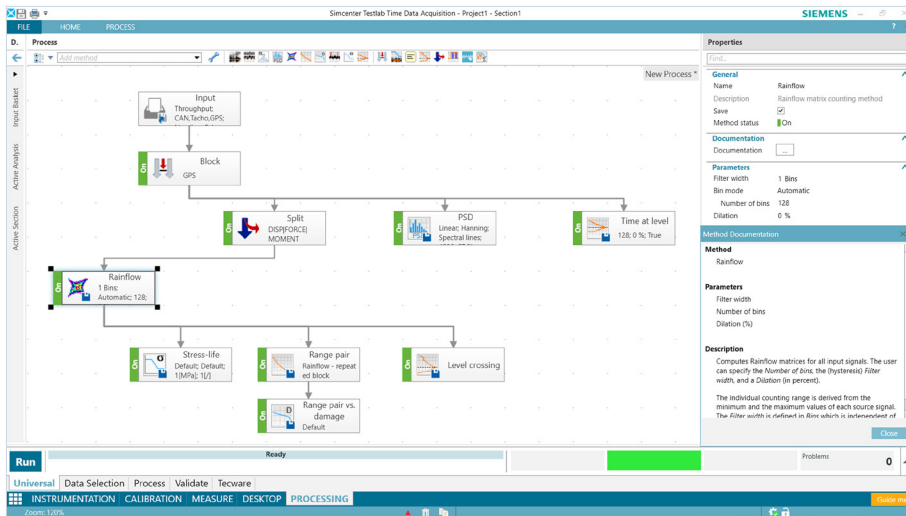 Simcenter Testlab Time Data Acquisition - Project1 - Section1
SIEMENS
FILE HOME PROCESS
D. Process
Add method
New Process *
Input Basket
Active Analysis
Active Section
Input
Throughput;
CAN,Tacho,GPS;
On
Block
GPS
On
Split
DISP|FORCE|
MOMENT
On
PSD
Linear; Hanning;
Spectral lines;
On
Time at level
128; 0 %; True
On
Rainflow
1 Bins;
Automatic; 128;
On
Stress-life
Default; Default;
1[MPa]; 1[/]
On
Range pair
Rainflow - repeat
ed block
On
Level crossing
On
Range pair vs.
damage
Default
Properties
Find...
General
Name Rainflow
Description Rainflow matrix counting method
Save
Method status On
Documentation
Documentation ...
Parameters
Filter width 1 Bins
Bin mode Automatic
Number of bins 128
Dilation 0 %
Method Documentation
Method
Rainflow
Parameters
Filter width
Number of bins
Dilation (%)
Description
Computes Rainflow matrices for all input signals. The user
can specify the Number of bins, the (hysteresis) Filter
width, and a Dilation (in percent).
The individual counting range is derived from the
minimum and the maximum values of each source signal.
The Filter width is defined in Bins which is independent of
Close
Run
Ready
Problems
0
Universal Data Selection Process Validate Tecware
INSTRUMENTATION CALIBRATION MEASURE DESKTOP PROCESSING
Guide me
Zoom: 120%